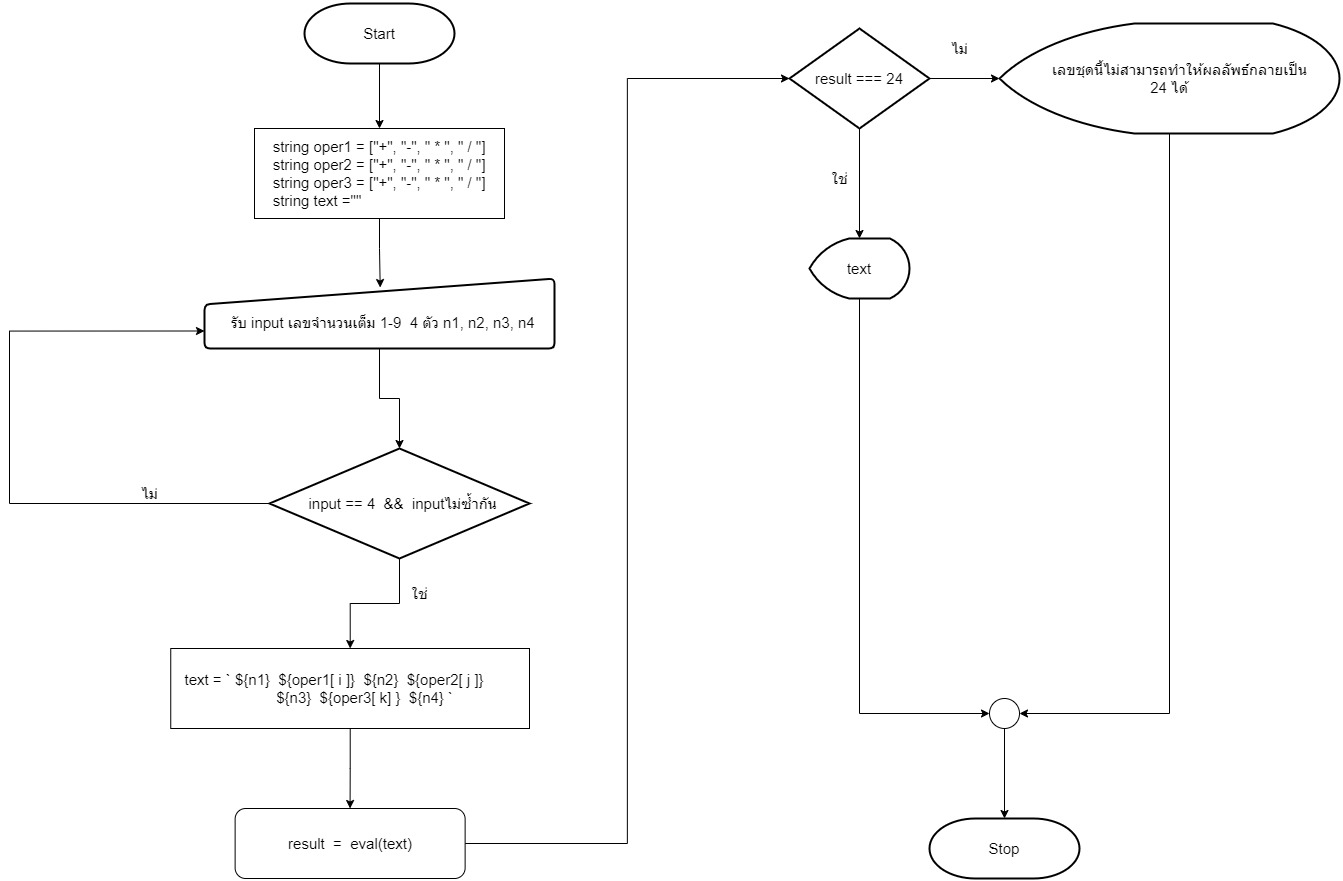 Start
string oper1 = ["+", "-", " * ", " / "]
string oper2 = ["+", "-", " * ", " / "]
string oper3 = ["+", "-", " * ", " / "]
string text =""
รับ input เลขจำนวนเต็ม 1-9  4 ตัว n1, n2, n3, n4
input == 4  &&  inputไม่ซ้ำกัน
ไม่
ใช่
text = ` ${n1}  ${oper1[ i ]}  ${n2}  ${oper2[ j ]}
${n3}  ${oper3[ k] }  ${n4} `
result  =  eval(text)
result === 24
ไม่
เลขชุดนี้ไม่สามารถทำให้ผลลัพธ์กลายเป็น
24 ได้
ใช่
text
Stop